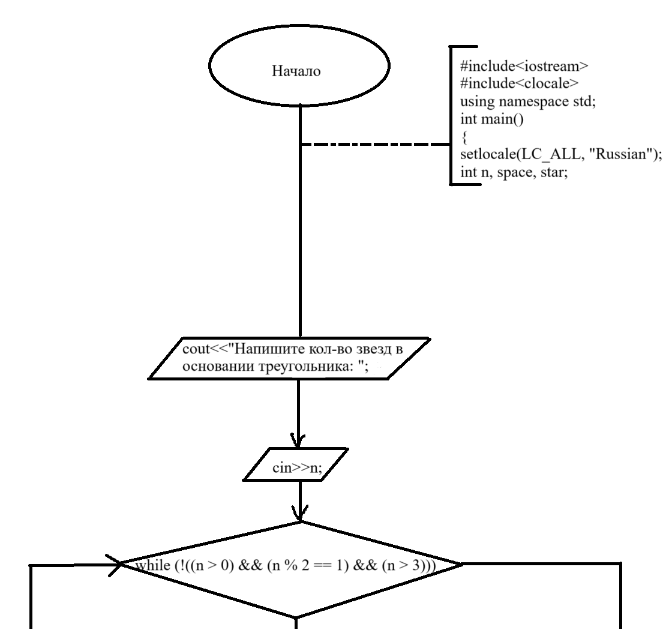 Начало
#include<iostream>
#include<clocale>
using namespace std;
int main()
{
setlocale(LC_ALL, "Russian");
int n, space, star;
cout<<"Напишите кол-во звезд в
основании треугольника: ";
cin>>n;
while (!((n > 0) && (n % 2 == 1) && (n > 3)))